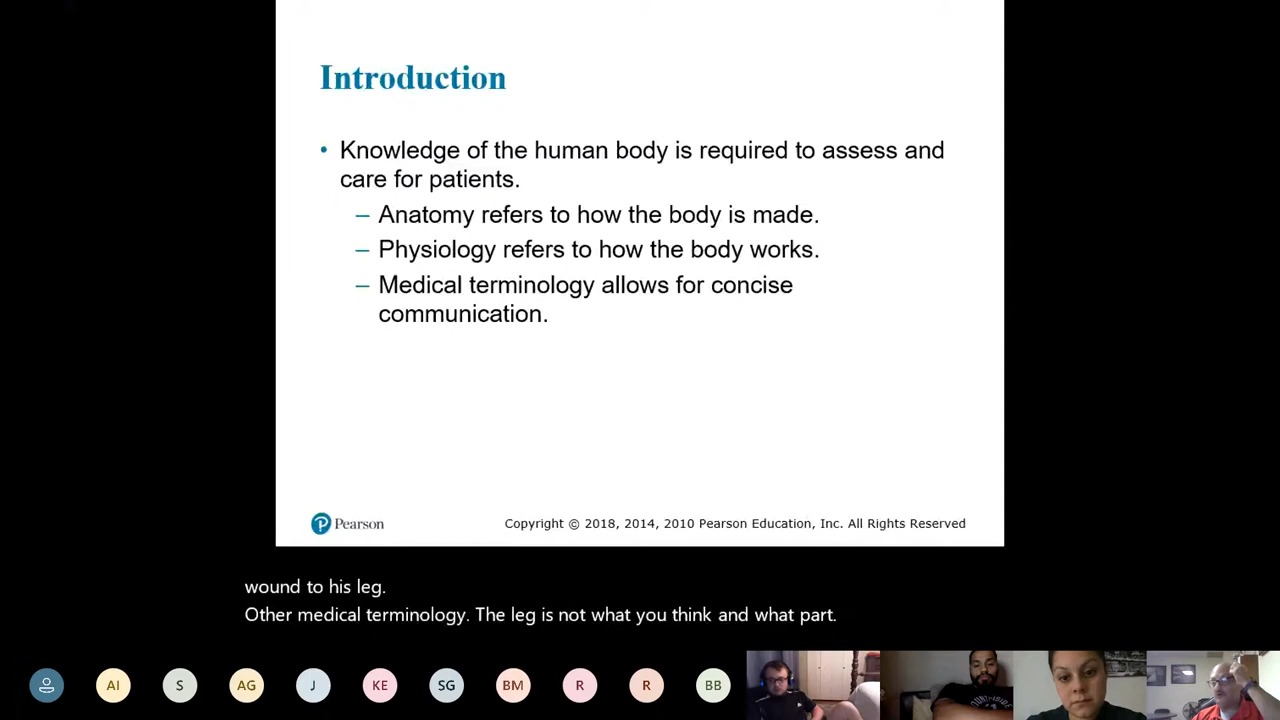 Introduction
• Knowledge of the human body is required to assess and
care for patients.
– Anatomy refers to how the body is made.
– Physiology refers to how the body works.
– Medical terminology allows for concise
communication.
Pearson
Copyright © 2018, 2014, 2010 Pearson Education, Inc. All Rights Reserved
wound to his leg.
Other medical terminology. The leg is not what you think and what part.
AI S AG J KE SG BM R R BB